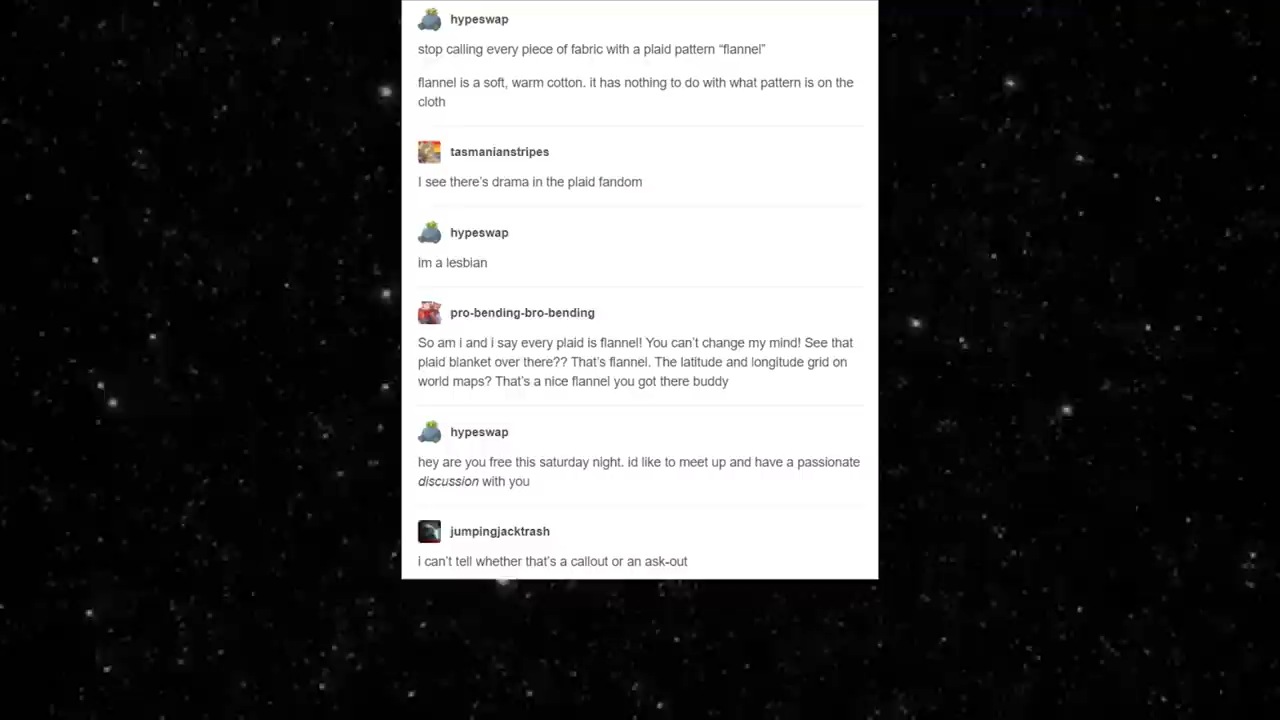 hypeswap
stop calling every piece of fabric with a plaid pattern “flannel”
flannel is a soft, warm cotton. it has nothing to do with what pattern is on the
cloth
tasmanianstripes
I see there’s drama in the plaid fandom
hypeswap
im a lesbian
pro-bending-bro-bending
So am i and i say every plaid is flannel! You can’t change my mind! See that
plaid blanket over there?? That’s flannel. The latitude and longitude grid on
world maps? That’s a nice flannel you got there buddy
hypeswap
hey are you free this saturday night. id like to meet up and have a passionate
discussion with you
jumpingjacktrash
i can’t tell whether that’s a callout or an ask-out